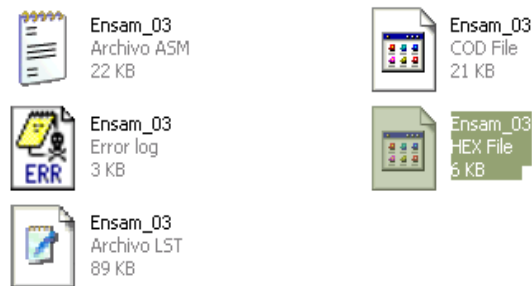 Ensam_03
Archivo ASM
22 KB
Ensam_03
COD File
21 KB
ERR
Ensam_03
Error log
3 KB
Ensam_03
HEX File
6 KB
Ensam_03
Archivo LST
89 KB